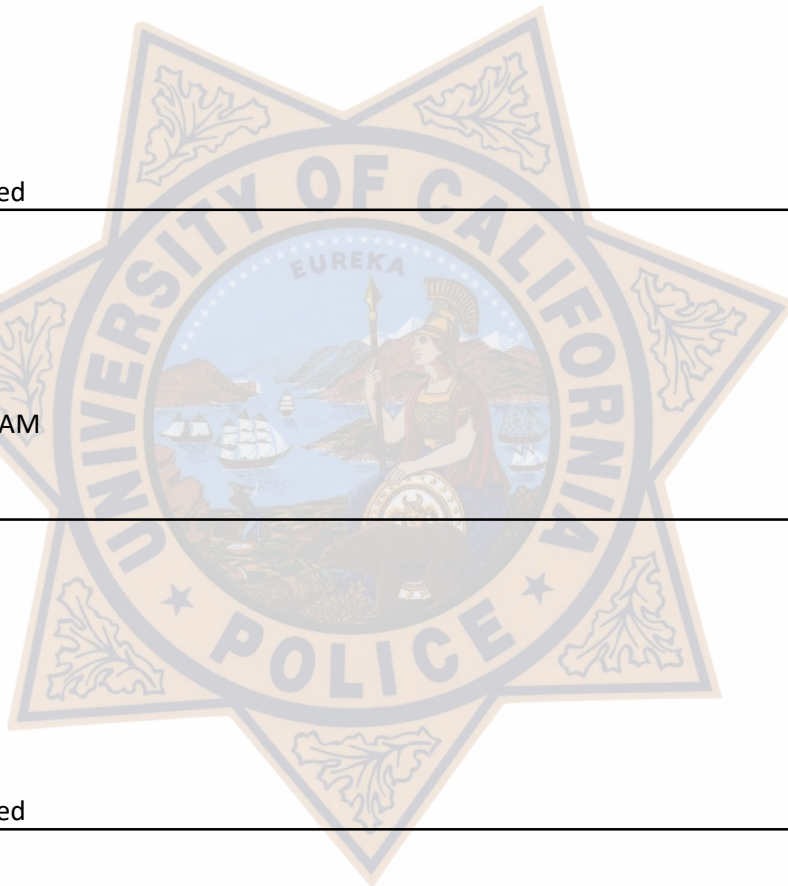 ed
UNIVERSITY OF CALIFORNIA
EUREKA
AM
POLICE
ed